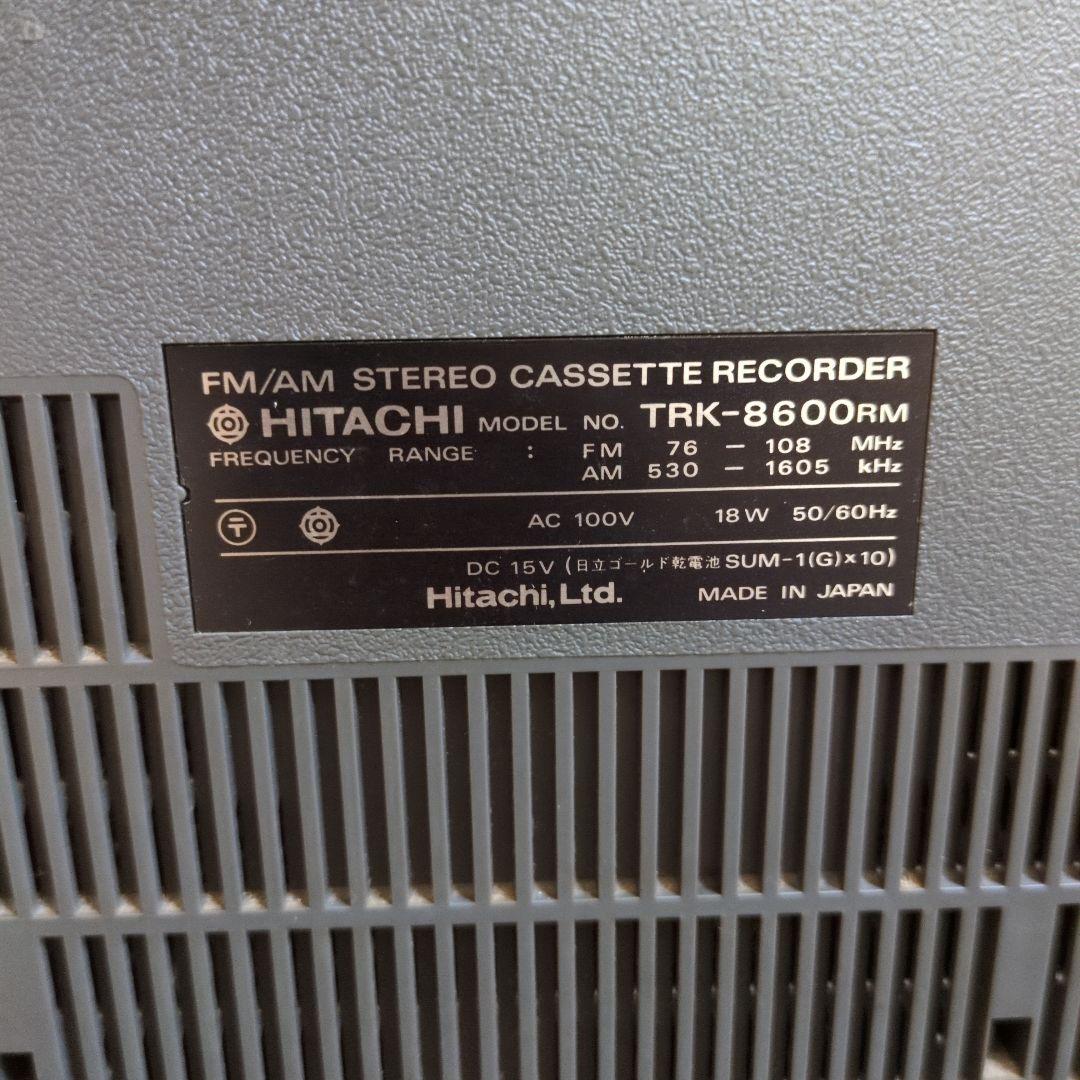 FM/AM STEREO CASSETTE RECORDER
HITACHI MODEL NO. TRK-8600RM
FREQUENCY RANGE : FM 76 - 108 MHz
AM 530 - 1605 kHz
〒 AC 100V 18W 50/60Hz
DC 15V (日立ゴールド乾電池 SUM-1(G)×10)
Hitachi, Ltd. MADE IN JAPAN